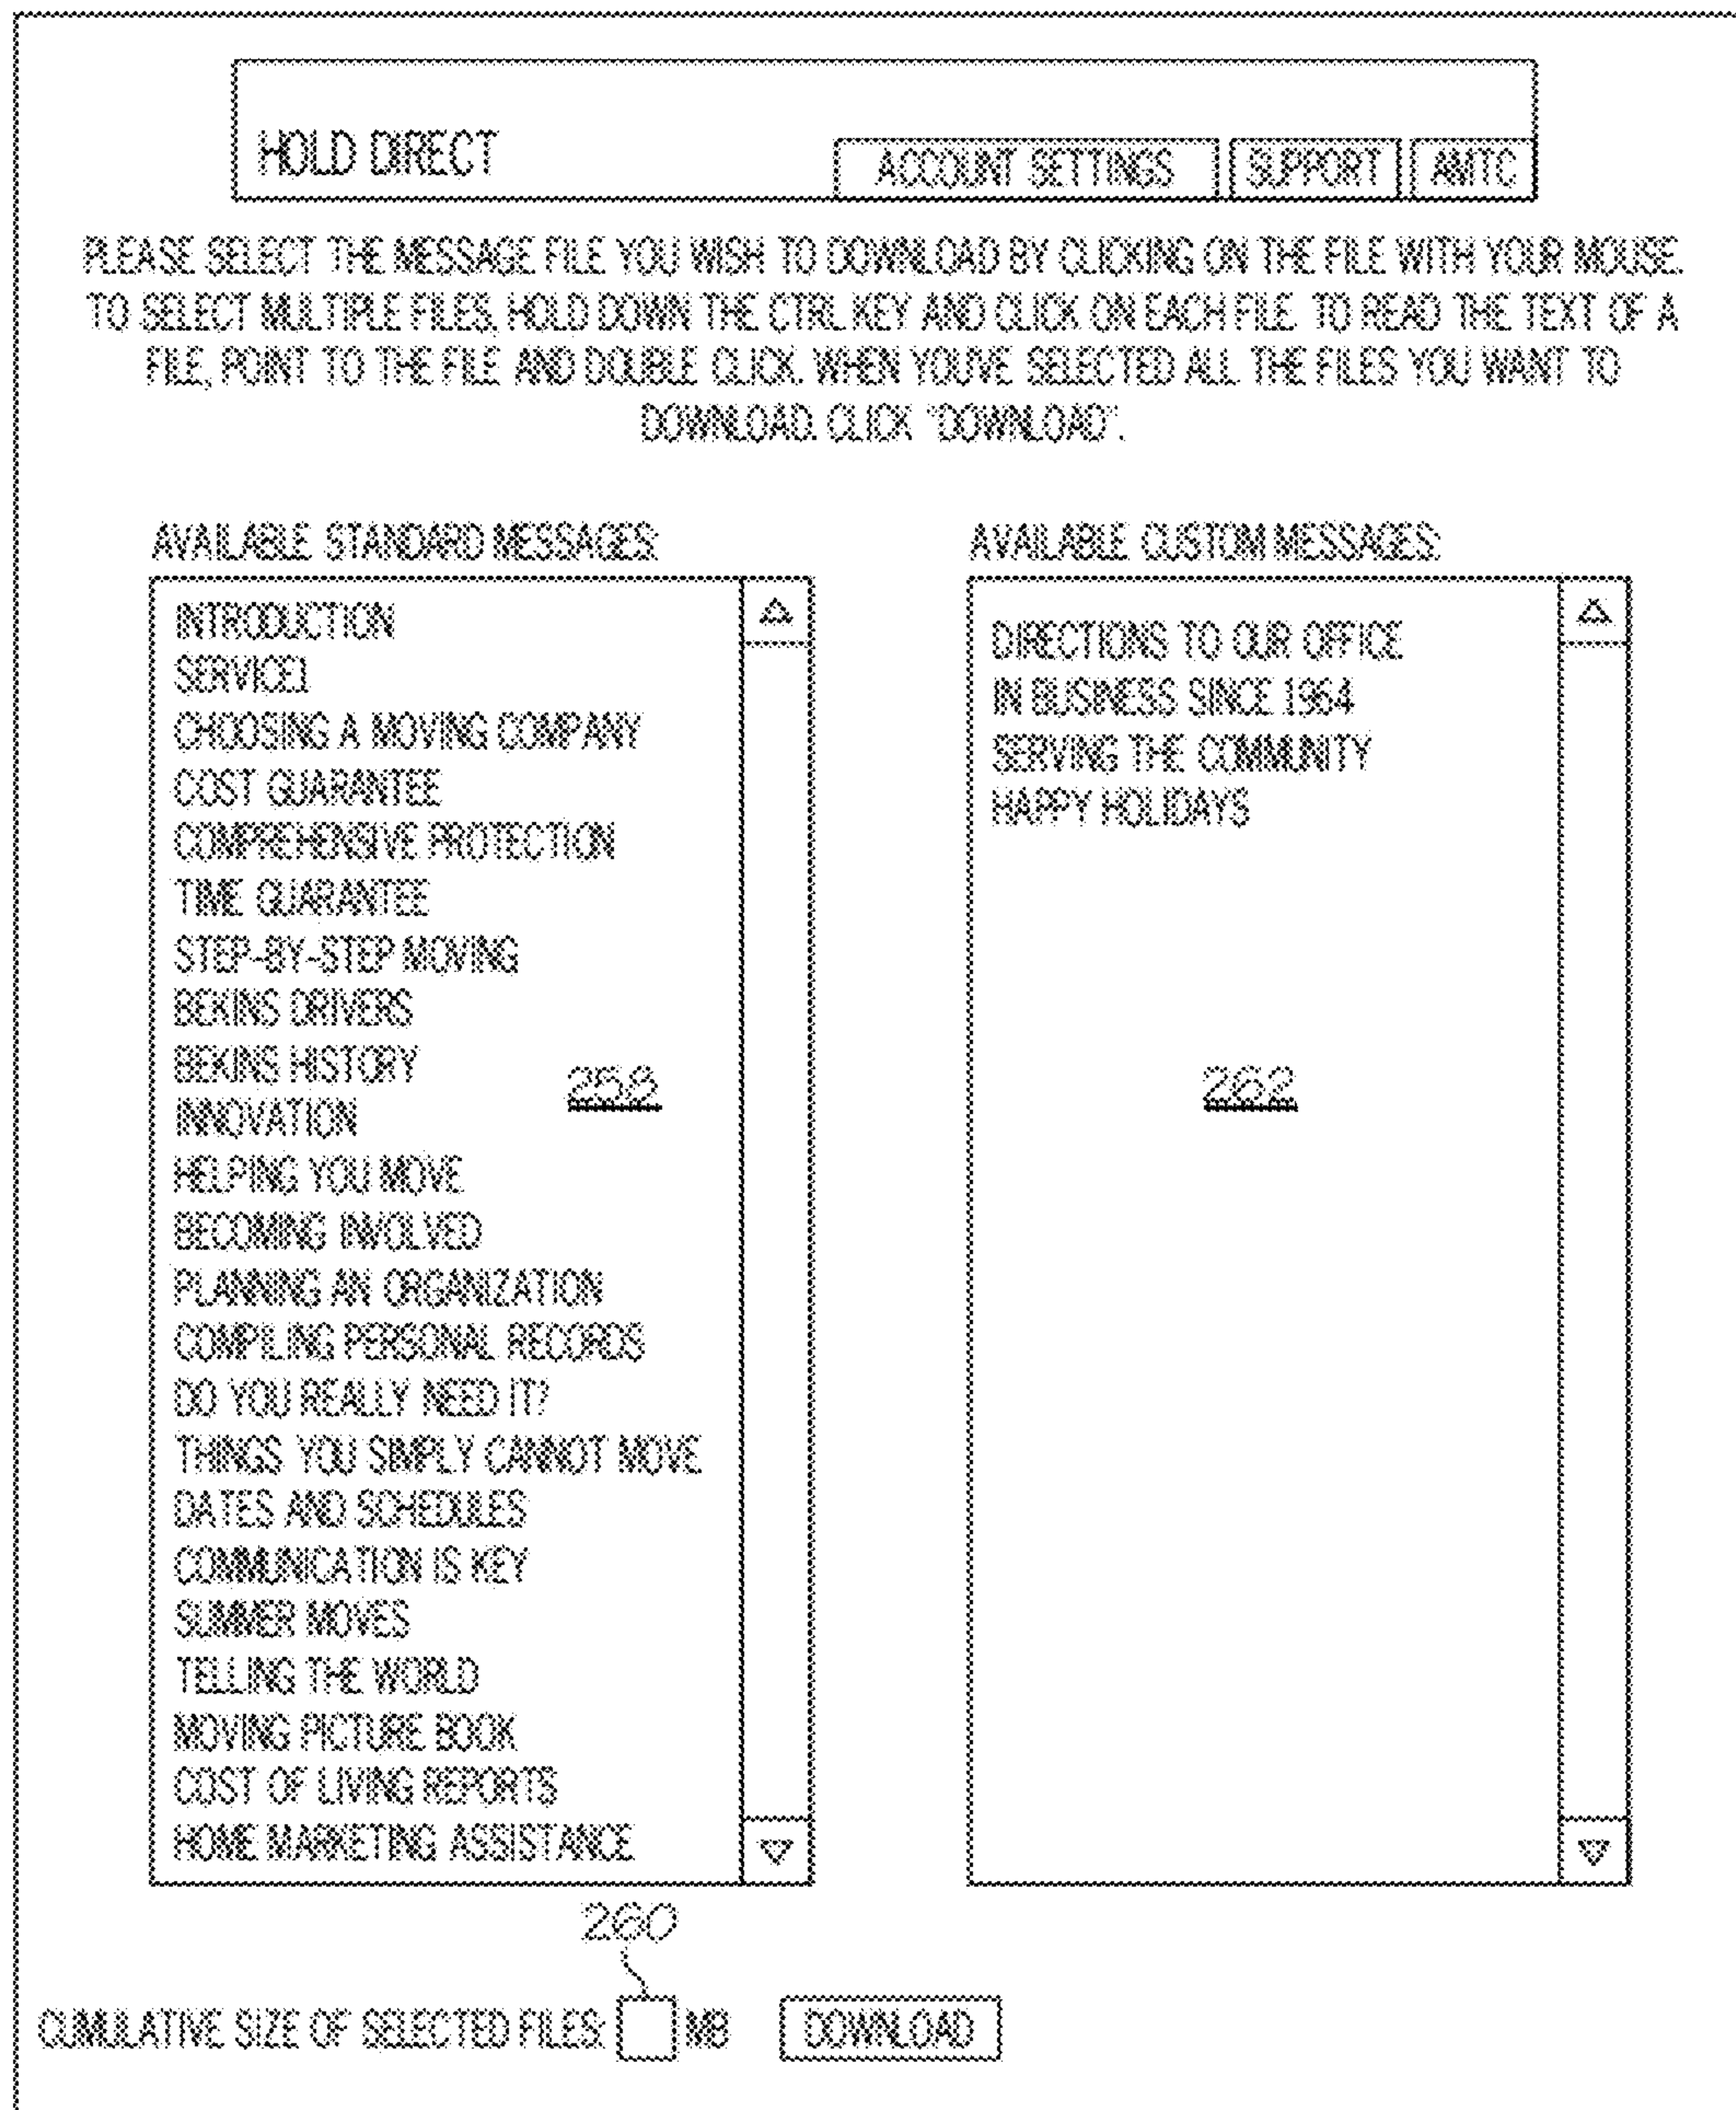 HOLD DIRECT
ACCOUNT SETTINGS
SUPPORT
AMTC
PLEASE SELECT THE MESSAGE FILE YOU WISH TO DOWNLOAD BY CLICKING ON THE FILE WITH YOUR MOUSE.
TO SELECT MULTIPLE FILES, HOLD DOWN THE CTRL KEY AND CLICK ON EACH FILE. TO READ THE TEXT OF A
FILE, POINT TO THE FILE AND DOUBLE CLICK. WHEN YOUVE SELECTED ALL THE FILES YOU WANT TO
DOWNLOAD. CLICK "DOWNLOAD".
AVAILABLE STANDARD MESSAGES:
INTRODUCTION
SERVICE1
CHOOSING A MOVING COMPANY
COST GUARANTEE
COMPREHENSIVE PROTECTION
TIME GUARANTEE
STEP-BY-STEP MOVING
BEKINS DRIVERS
BEKINS HISTORY
INNOVATION
HELPING YOU MOVE
BECOMING INVOLVED
PLANNING AN ORGANIZATION
COMPILING PERSONAL RECORDS
DO YOU REALLY NEED IT?
THINGS YOU SIMPLY CANNOT MOVE
DATES AND SCHEDULES
COMMUNICATION IS KEY
SUMMER MOVES
TELLING THE WORLD
MOVING PICTURE BOOK
COST OF LIVING REPORTS
HOME MARKETING ASSISTANCE
258
AVAILABLE CUSTOM MESSAGES:
DIRECTIONS TO OUR OFFICE
IN BUSINESS SINCE 1964
SERVING THE COMMUNITY
HAPPY HOLIDAYS
262
260
CUMULATIVE SIZE OF SELECTED FILES: MB
DOWNLOAD